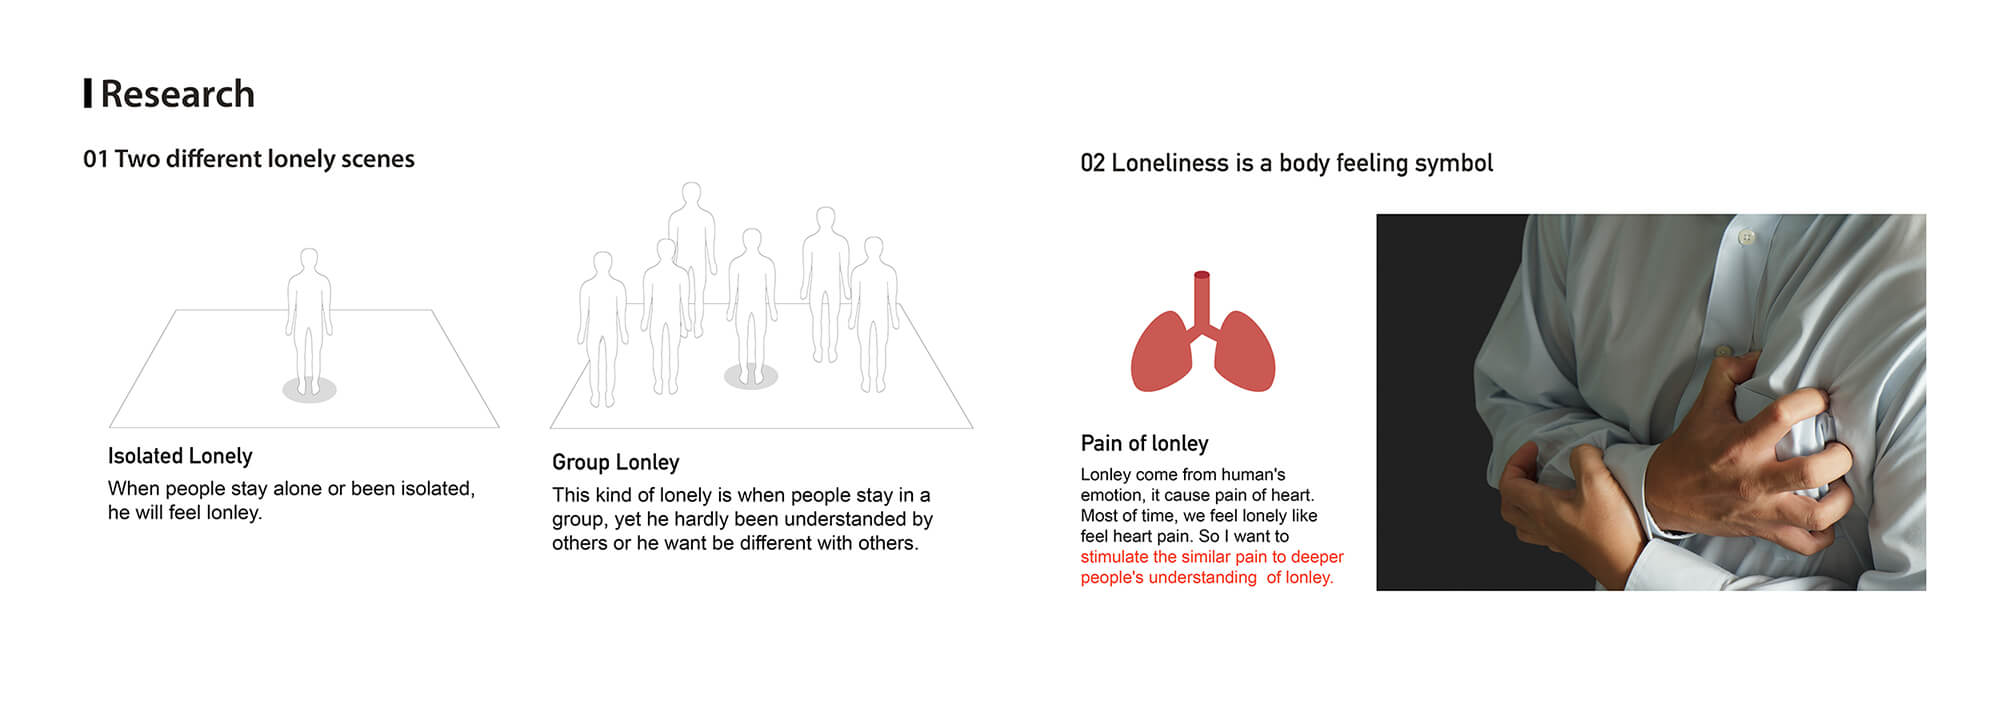 Research
01 Two different lonely scenes
Isolated Lonely
When people stay alone or been isolated,
he will feel lonley.
Group Lonley
This kind of lonely is when people stay in a
group, yet he hardly been understanded by
others or he want be different with others.
02 Loneliness is a body feeling symbol
Pain of lonley
Lonley come from human's
emotion, it cause pain of heart.
Most of time, we feel lonely like
feel heart pain. So I want to
stimulate the similar pain to deeper
people's understanding of lonley.